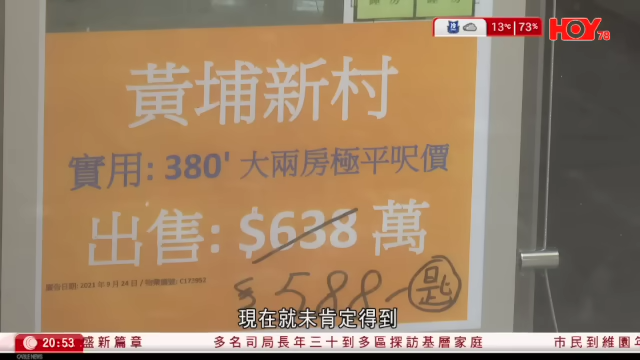 13℃ 73%
HOY 78
黃埔新村
實用: 380' 大兩房極平呎價
出售: $638 萬
$588 匙
現在就未肯定得到
20:53 盛新篇章 多名司局長年三十到多區採訪基層家庭 市民到維園年
CABLE NEWS